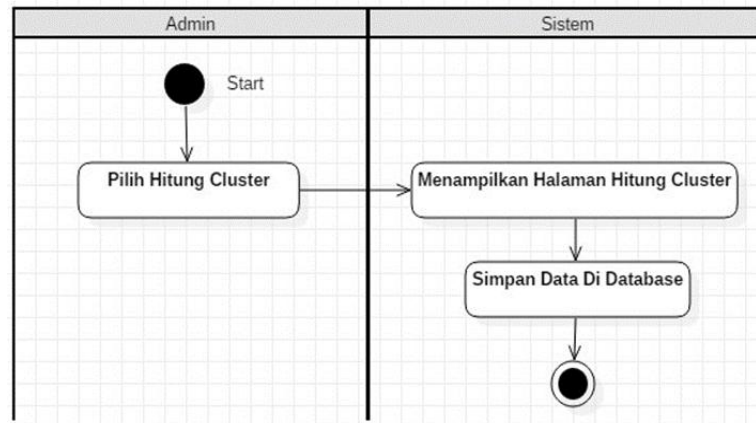 Admin
Sistem
Start
Pilih Hitung Cluster
Menampilkan Halaman Hitung Cluster
Simpan Data Di Database